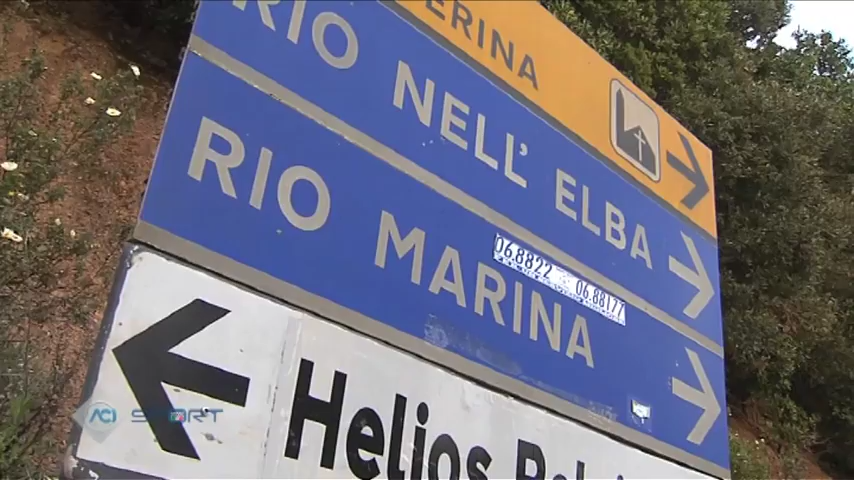 ERINA
RIO NELL' ELBA
RIO MARINA
06.8822 06.88177
Helios
ACI SPORT